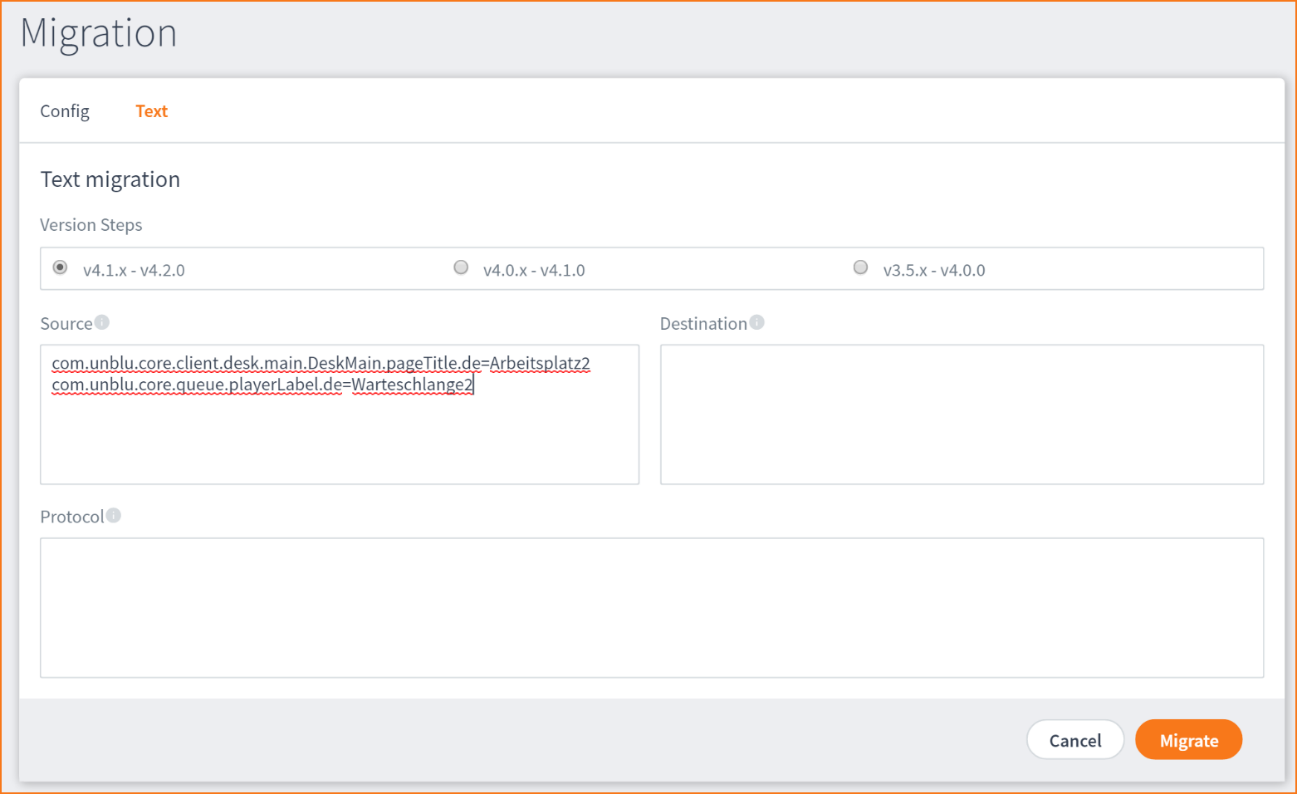 Migration
Config Text
Text migration
Version Steps
v4.1.x - v4.2.0 v4.0.x - v4.1.0 v3.5.x - v4.0.0
Source Destination
com.unblu.core.client.desk.main.DeskMain.pageTitle.de=Arbeitsplatz2
com.unblu.core.queue.playerLabel.de=Warteschlange2
Protocol
Cancel Migrate